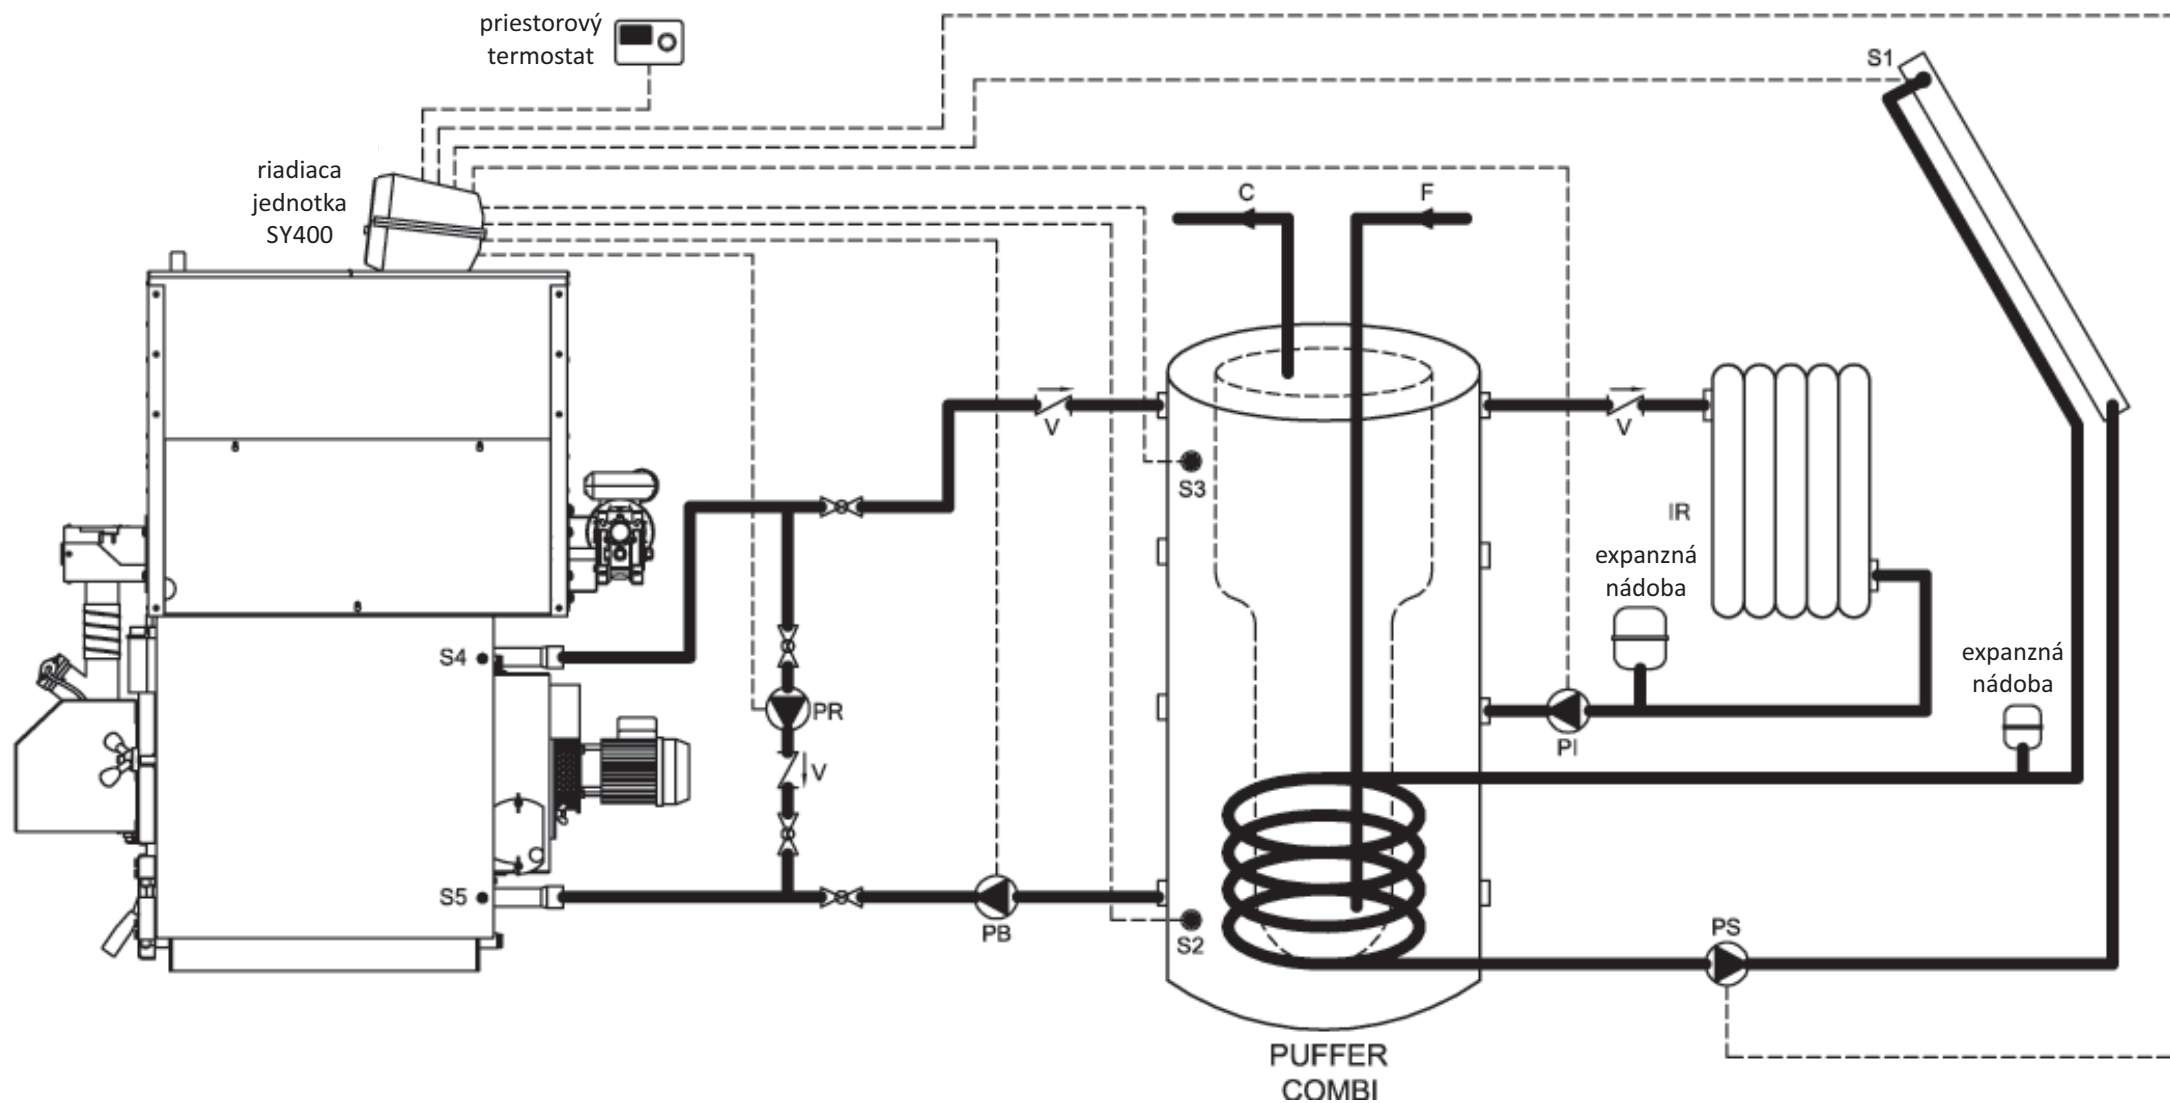 priestorový
termostat
S1
riadiaca
jednotka
SY400
C
F
V
V
S3
IR
expanzná
nádoba
S4
expanzná
nádoba
PR
PI
V
S5
PB
S2
PS
PUFFER
COMBI